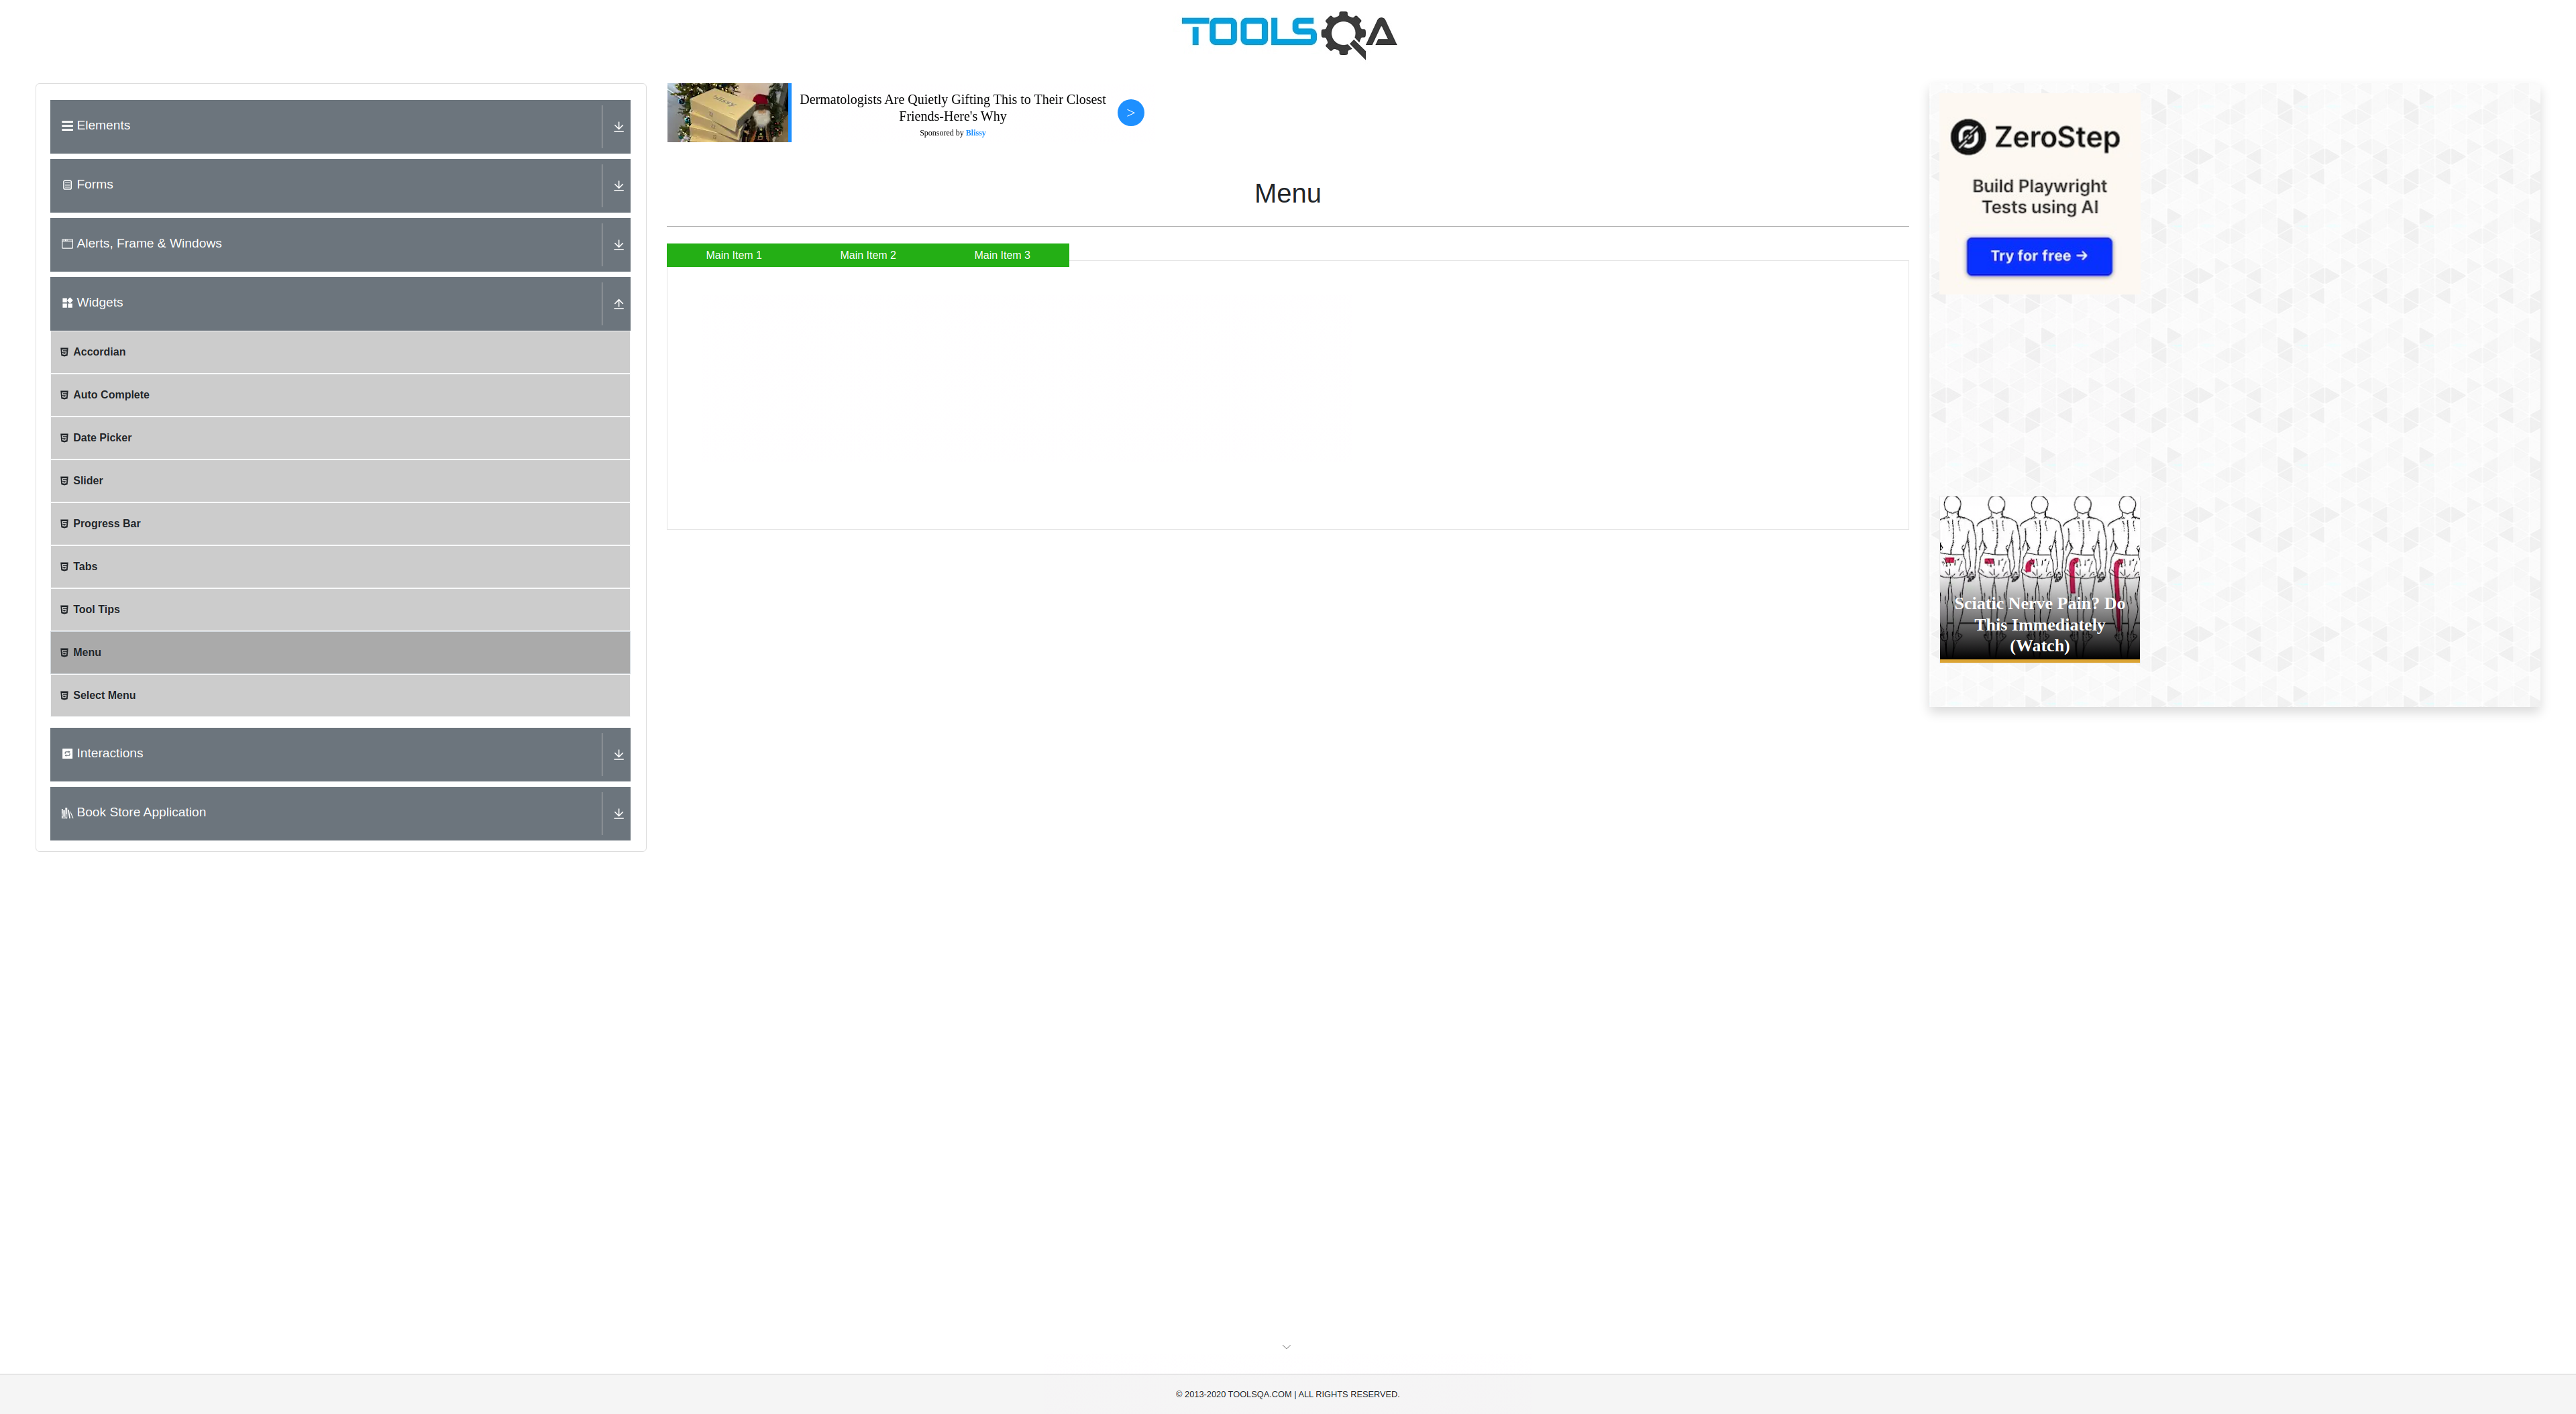 TOOLSQA
Elements
Forms
Alerts, Frame & Windows
Widgets
Accordian
Auto Complete
Date Picker
Slider
Progress Bar
Tabs
Tool Tips
Menu
Select Menu
Interactions
Book Store Application
Dermatologists Are Quietly Gifting This to Their Closest
Friends-Here's Why
Sponsored by Blissy
>
Menu
Main Item 1
Main Item 2
Main Item 3
ZeroStep
Build Playwright
Tests using AI
Try for free →
Sciatic Nerve Pain? Do
This Immediately
(Watch)
© 2013-2020 TOOLSQA.COM | ALL RIGHTS RESERVED.